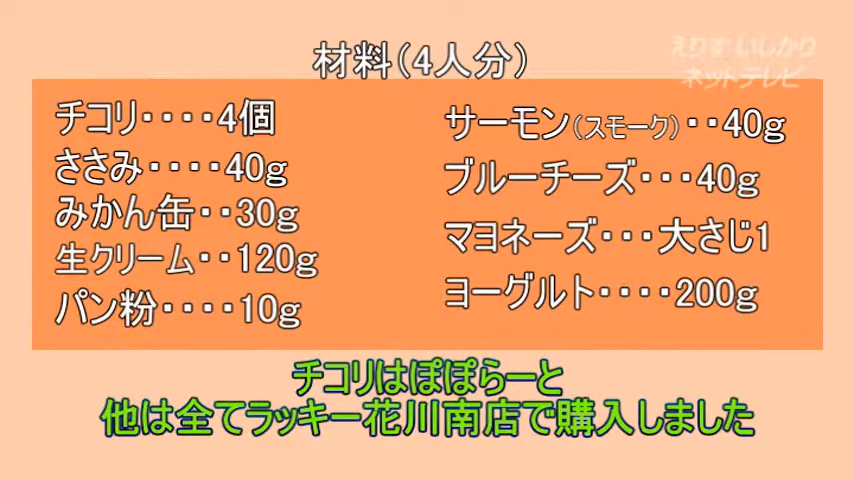 えりす いしかり
ネットテレビ
材料（4人分）
チコリ・・・・4個
ささみ・・・・40g
みかん缶・・30g
生クリーム・・120g
パン粉・・・・10g
サーモン（スモーク）・・40g
ブルーチーズ・・・40g
マヨネーズ・・・大さじ1
ヨーグルト・・・・200g
チコリはぽぽらーと
他は全てラッキー花川南店で購入しました